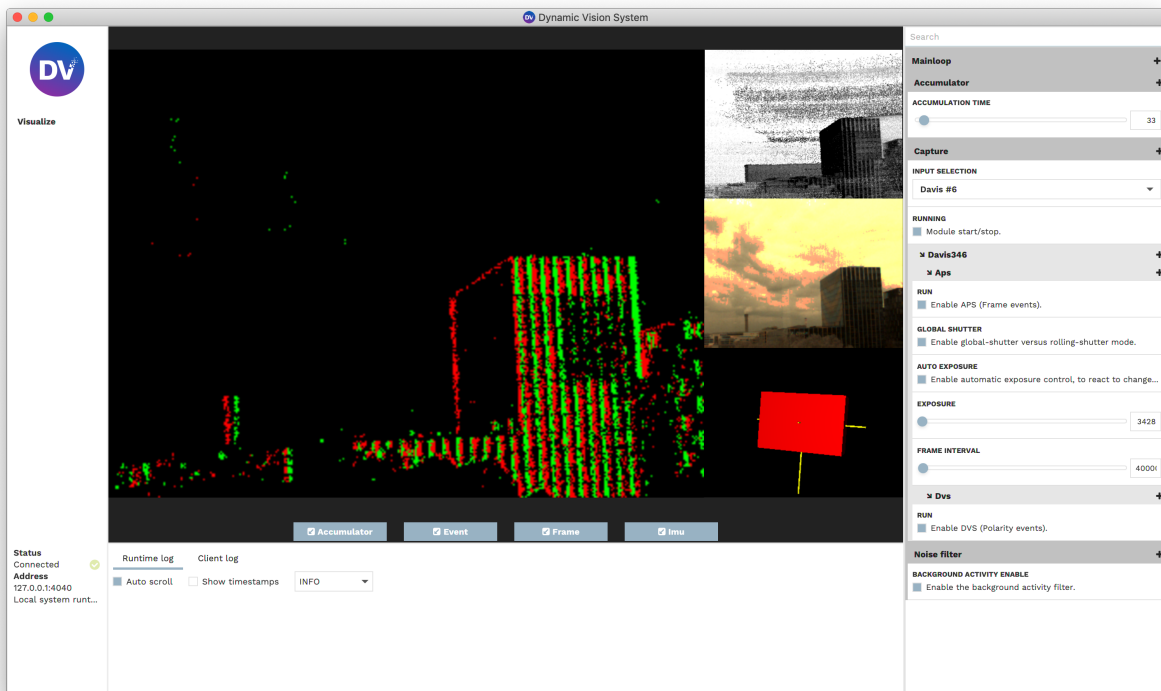 DV Dynamic Vision System
DV
Visualize
Search
Mainloop +
Accumulator +
ACCUMULATION TIME
33
Capture +
INPUT SELECTION
Davis #6
RUNNING
Module start/stop.
Davis346 +
Aps +
RUN
Enable APS (Frame events).
GLOBAL SHUTTER
Enable global-shutter versus rolling-shutter mode.
AUTO EXPOSURE
Enable automatic exposure control, to react to change...
EXPOSURE
3428
FRAME INTERVAL
4000
Dvs +
RUN
Enable DVS (Polarity events).
Noise filter +
BACKGROUND ACTIVITY ENABLE
Enable the background activity filter.
Accumulator Event Frame Imu
Status
Connected
Address
127.0.0.1:4040
Local system runt...
Runtime log Client log
Auto scroll Show timestamps INFO